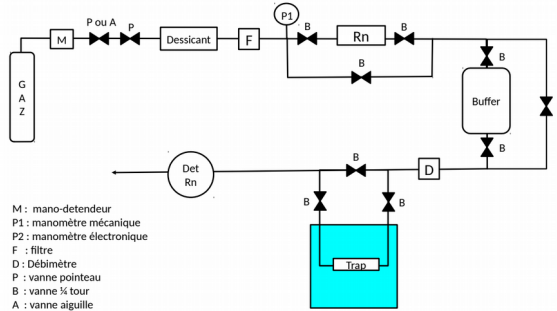 P1
P ou A
P
B
B
M
Dessicant
F
Rn
B
G
A
Z
B
Buffer
B
B
Det
Rn
D
B
B
Trap
M : mano-detendeur
P1 : manomètre mécanique
P2 : manomètre électronique
F : filtre
D : Débimètre
P : vanne pointeau
B : vanne ¼ tour
A : vanne aiguille